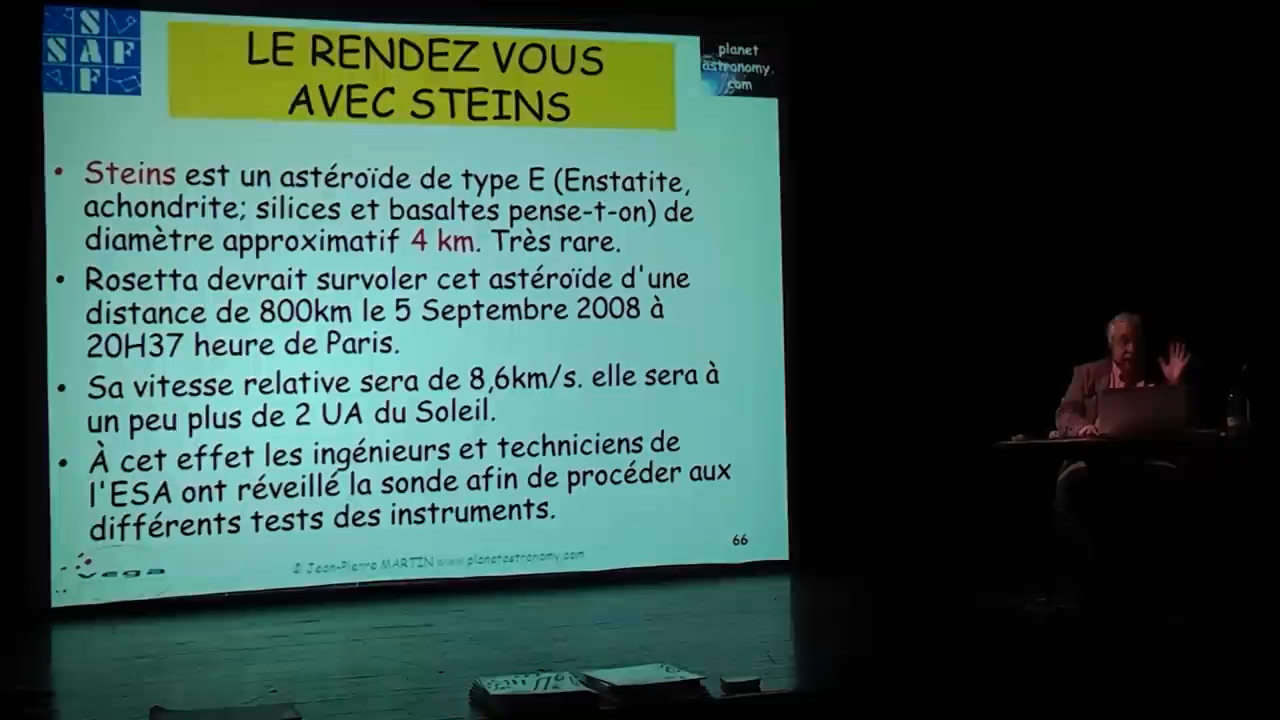 S
SAF
F
LE RENDEZ VOUS
AVEC STEINS
planet
astronomy.
com
• Steins est un astéroïde de type E (Enstatite,
achondrite; silices et basaltes pense-t-on) de
diamètre approximatif 4 km. Très rare.
• Rosetta devrait survoler cet astéroïde d'une
distance de 800km le 5 Septembre 2008 à
20H37 heure de Paris.
• Sa vitesse relative sera de 8,6km/s. elle sera à
un peu plus de 2 UA du Soleil.
• À cet effet les ingénieurs et techniciens de
l'ESA ont réveillé la sonde afin de procéder aux
différents tests des instruments.
66
vega
© Jean-Pierre MARTIN www.planetastronomy.com